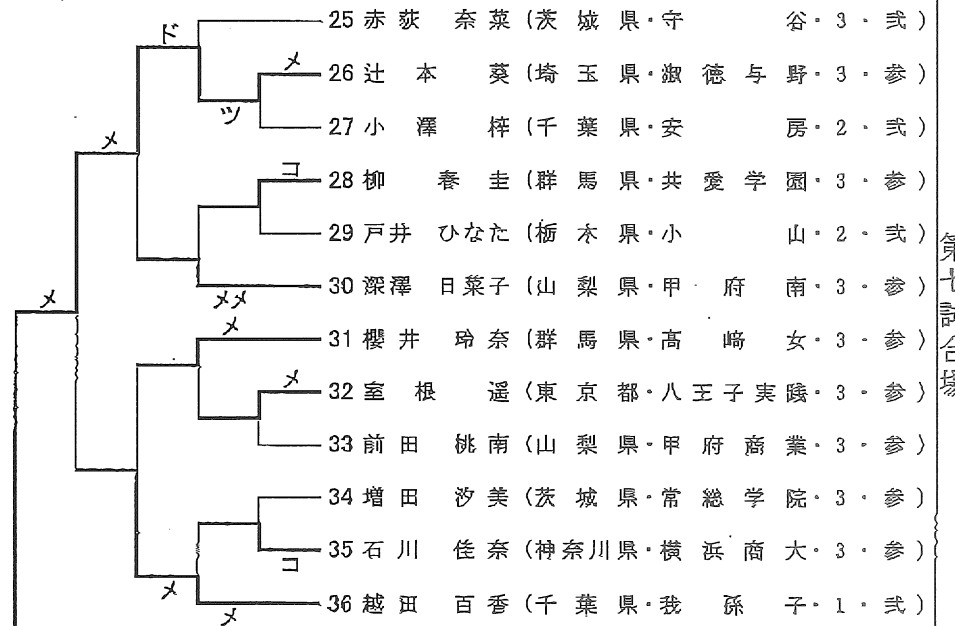 ド
メ
ツ
メ
コ
メメ
メ
メ
メ
コ
メ
メ
25 赤荻 奈菜 (茨城県・守谷・3・弐)
26 辻本 葵 (埼玉県・淑徳与野・3・参)
27 小澤 梓 (千葉県・安房・2・弐)
28 柳 春圭 (群馬県・共愛学園・3・参)
29 戸井 ひなた (栃木県・小山・2・弐)
30 深澤 日菜子 (山梨県・甲府南・3・参)
31 櫻井 玲奈 (群馬県・高崎女・3・参)
32 室根 遥 (東京都・八王子実践・3・参)
33 前田 桃南 (山梨県・甲府商業・3・参)
34 増田 汐美 (茨城県・常総学院・3・参)
35 石川 佳奈 (神奈川県・横浜商大・3・参)
36 越田 百香 (千葉県・我孫子・1・弐)
第七試合場